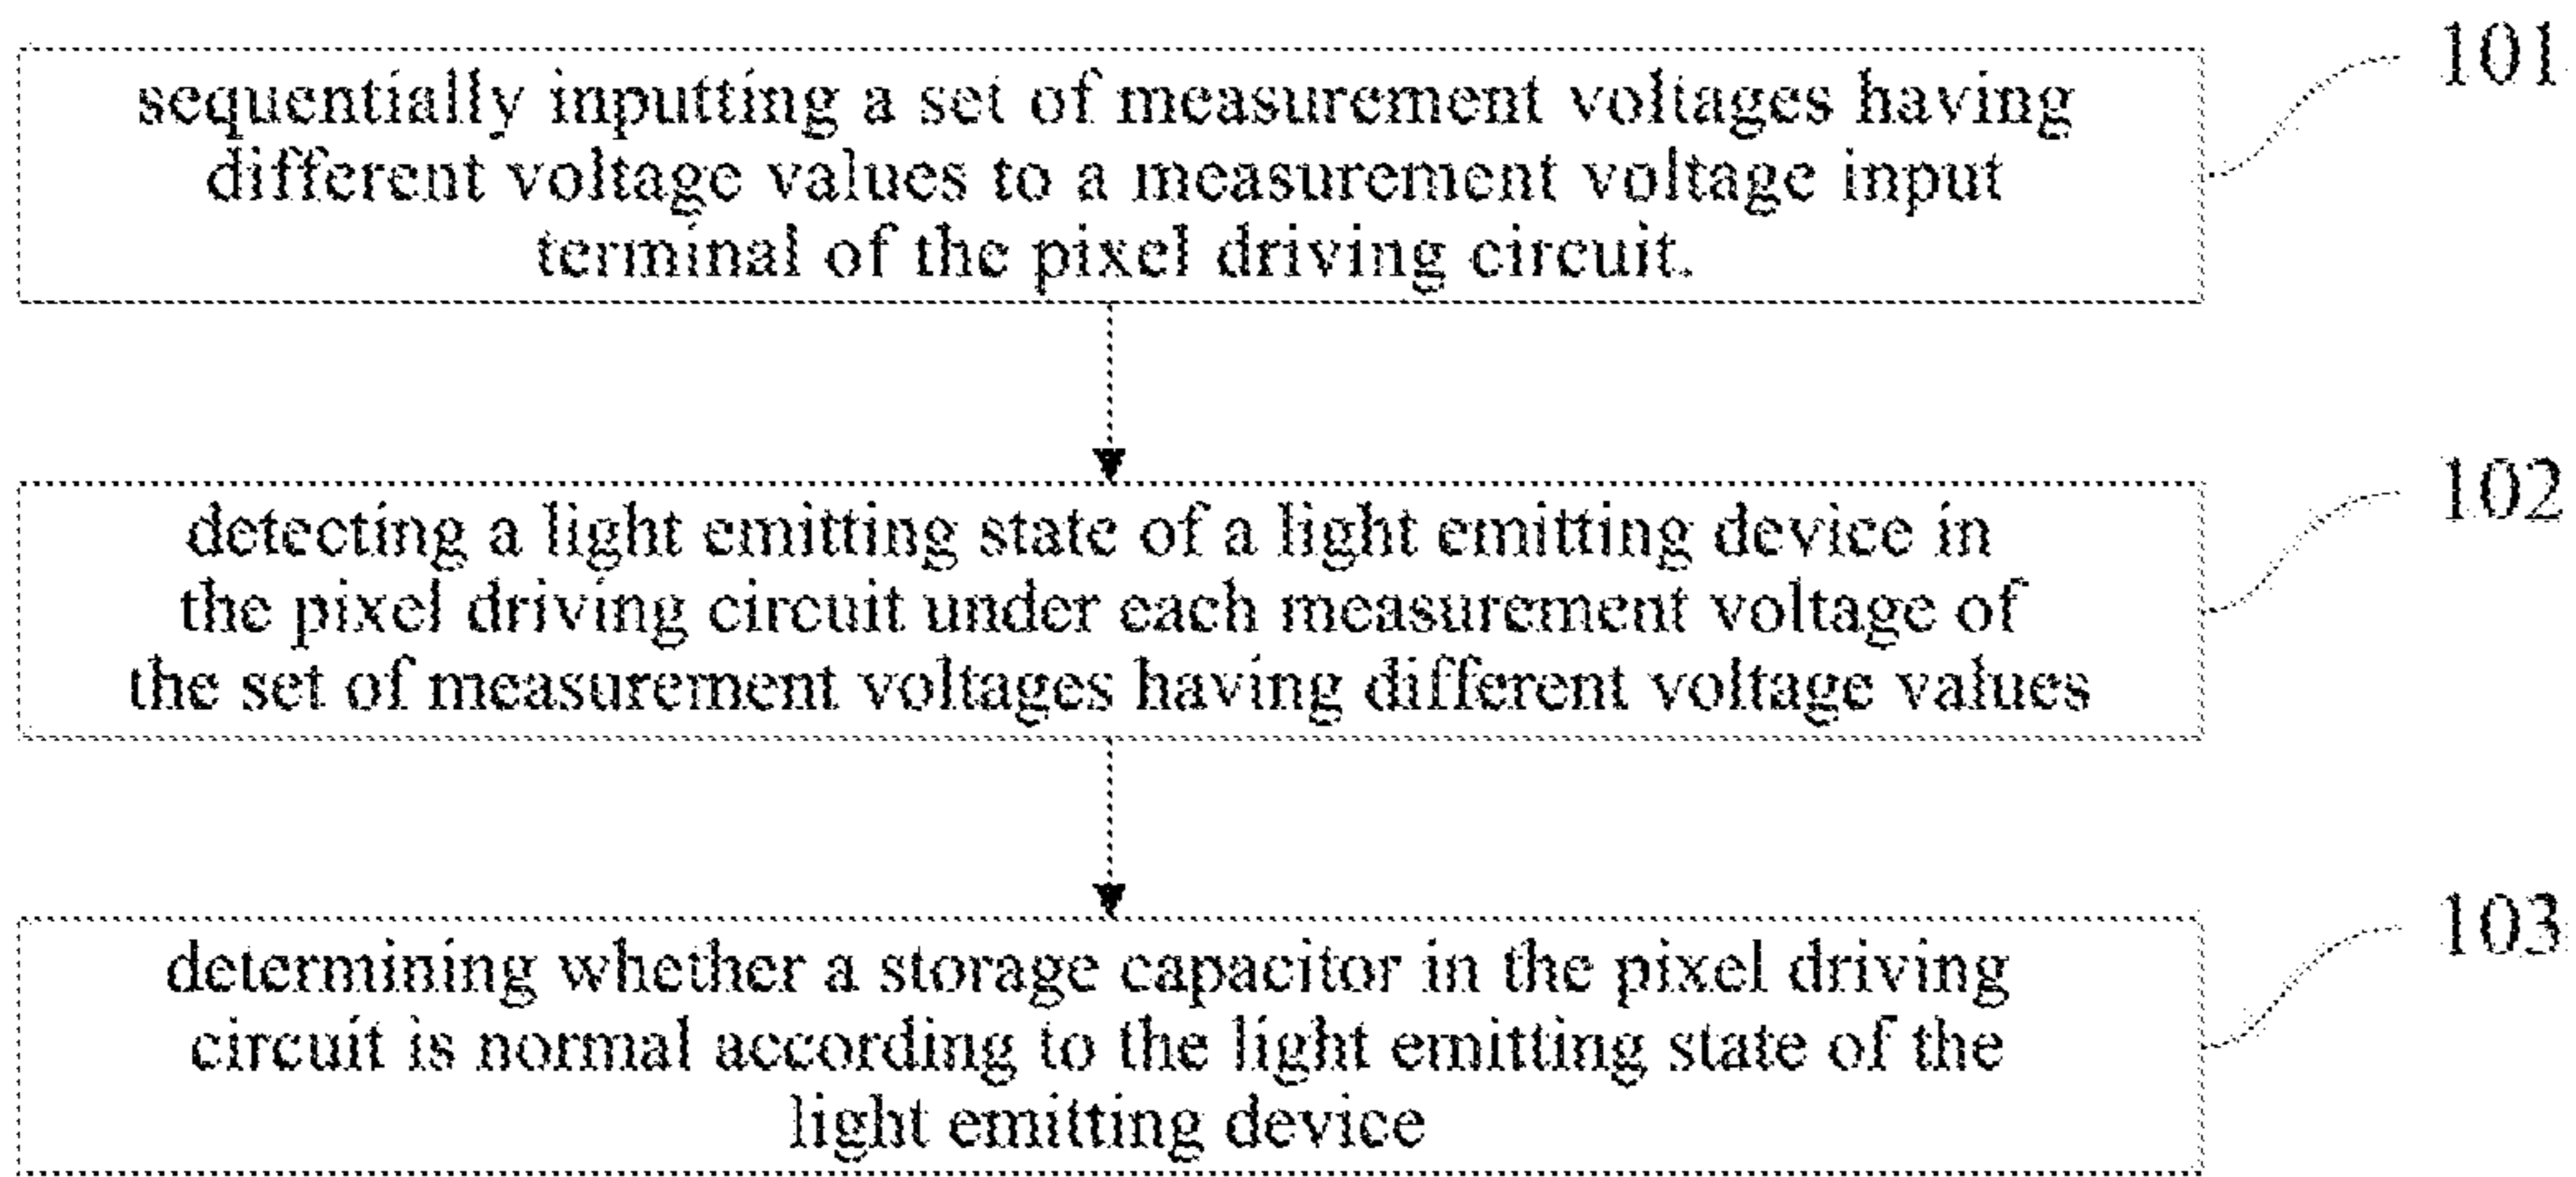 101
sequentially inputting a set of measurement voltages having
different voltage values to a measurement voltage input
terminal of the pixel driving circuit.
102
detecting a light emitting state of a light emitting device in
the pixel driving circuit under each measurement voltage of
the set of measurement voltages having different voltage values
103
determining whether a storage capacitor in the pixel driving
circuit is normal according to the light emitting state of the
light emitting device